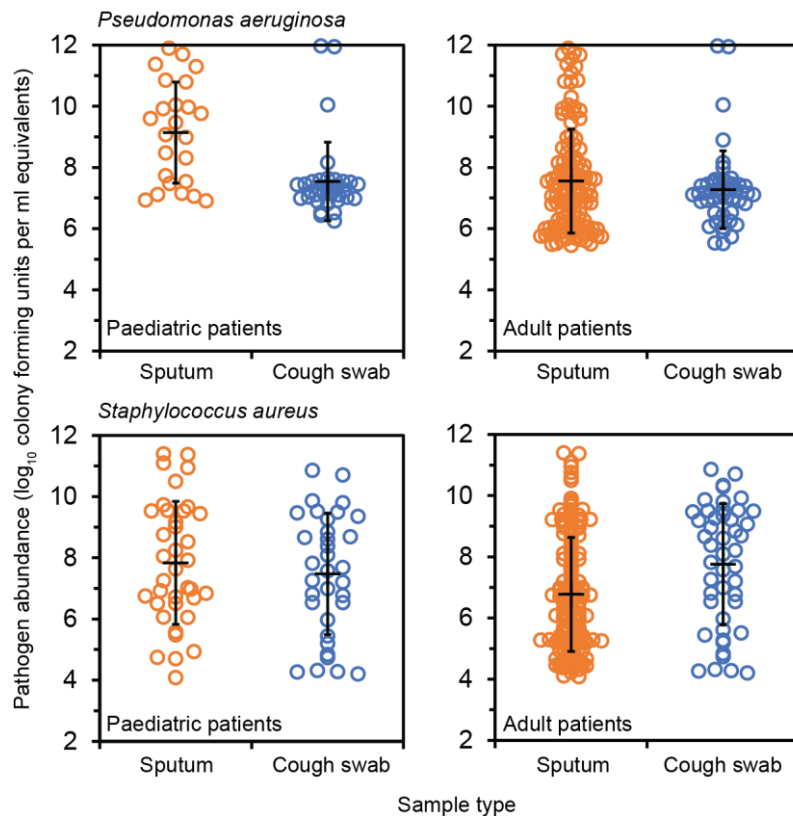 Pseudomonas aeruginosa
12
10
8
6
4
2
Paediatric patients
Sputum
Cough swab
12
10
8
6
4
2
Adult patients
Sputum
Cough swab
Staphylococcus aureus
12
10
8
6
4
2
Paediatric patients
Sputum
Cough swab
12
10
8
6
4
2
Adult patients
Sputum
Cough swab
Pathogen abundance (log₁₀ colony forming units per ml equivalents)
Sample type